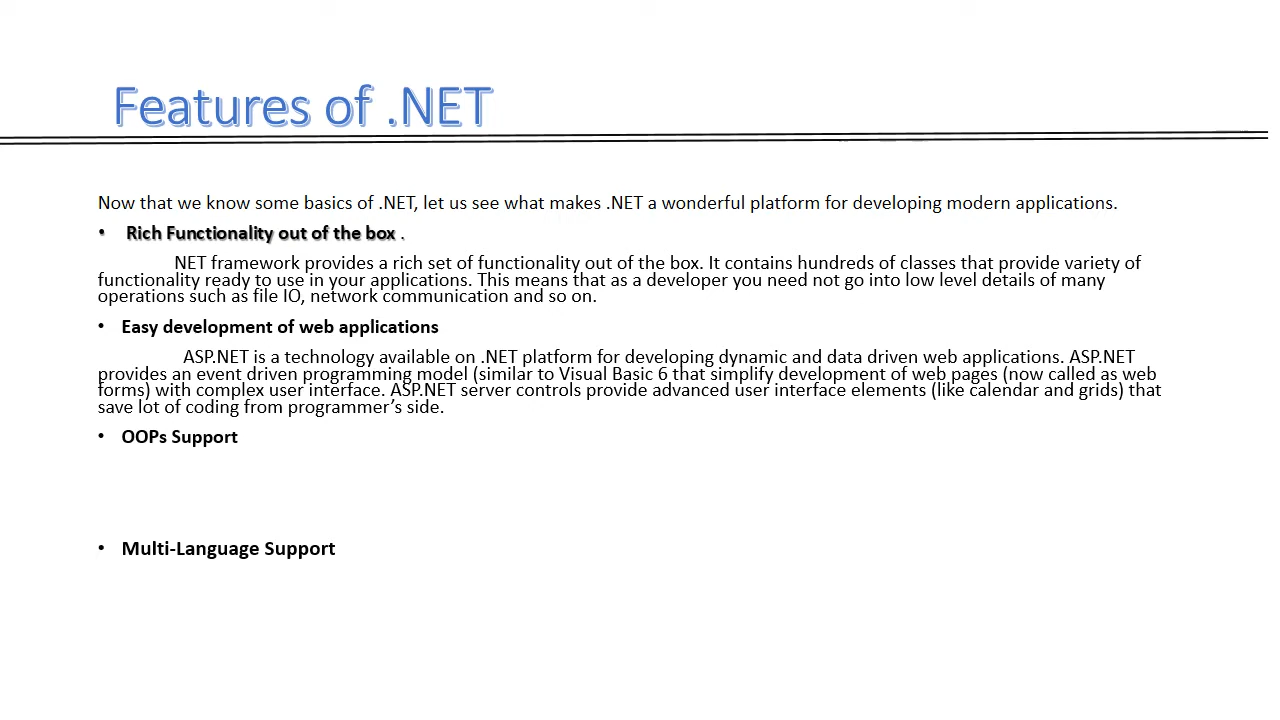 Features of .NET
Now that we know some basics of .NET, let us see what makes .NET a wonderful platform for developing modern applications.
• Rich Functionality out of the box .
NET framework provides a rich set of functionality out of the box. It contains hundreds of classes that provide variety of
functionality ready to use in your applications. This means that as a developer you need not go into low level details of many
operations such as file IO, network communication and so on.
• Easy development of web applications
ASP.NET is a technology available on .NET platform for developing dynamic and data driven web applications. ASP.NET
provides an event driven programming model (similar to Visual Basic 6 that simplify development of web pages (now called as web
forms) with complex user interface. ASP.NET server controls provide advanced user interface elements (like calendar and grids) that
save lot of coding from programmer’s side.
• OOPs Support
• Multi-Language Support